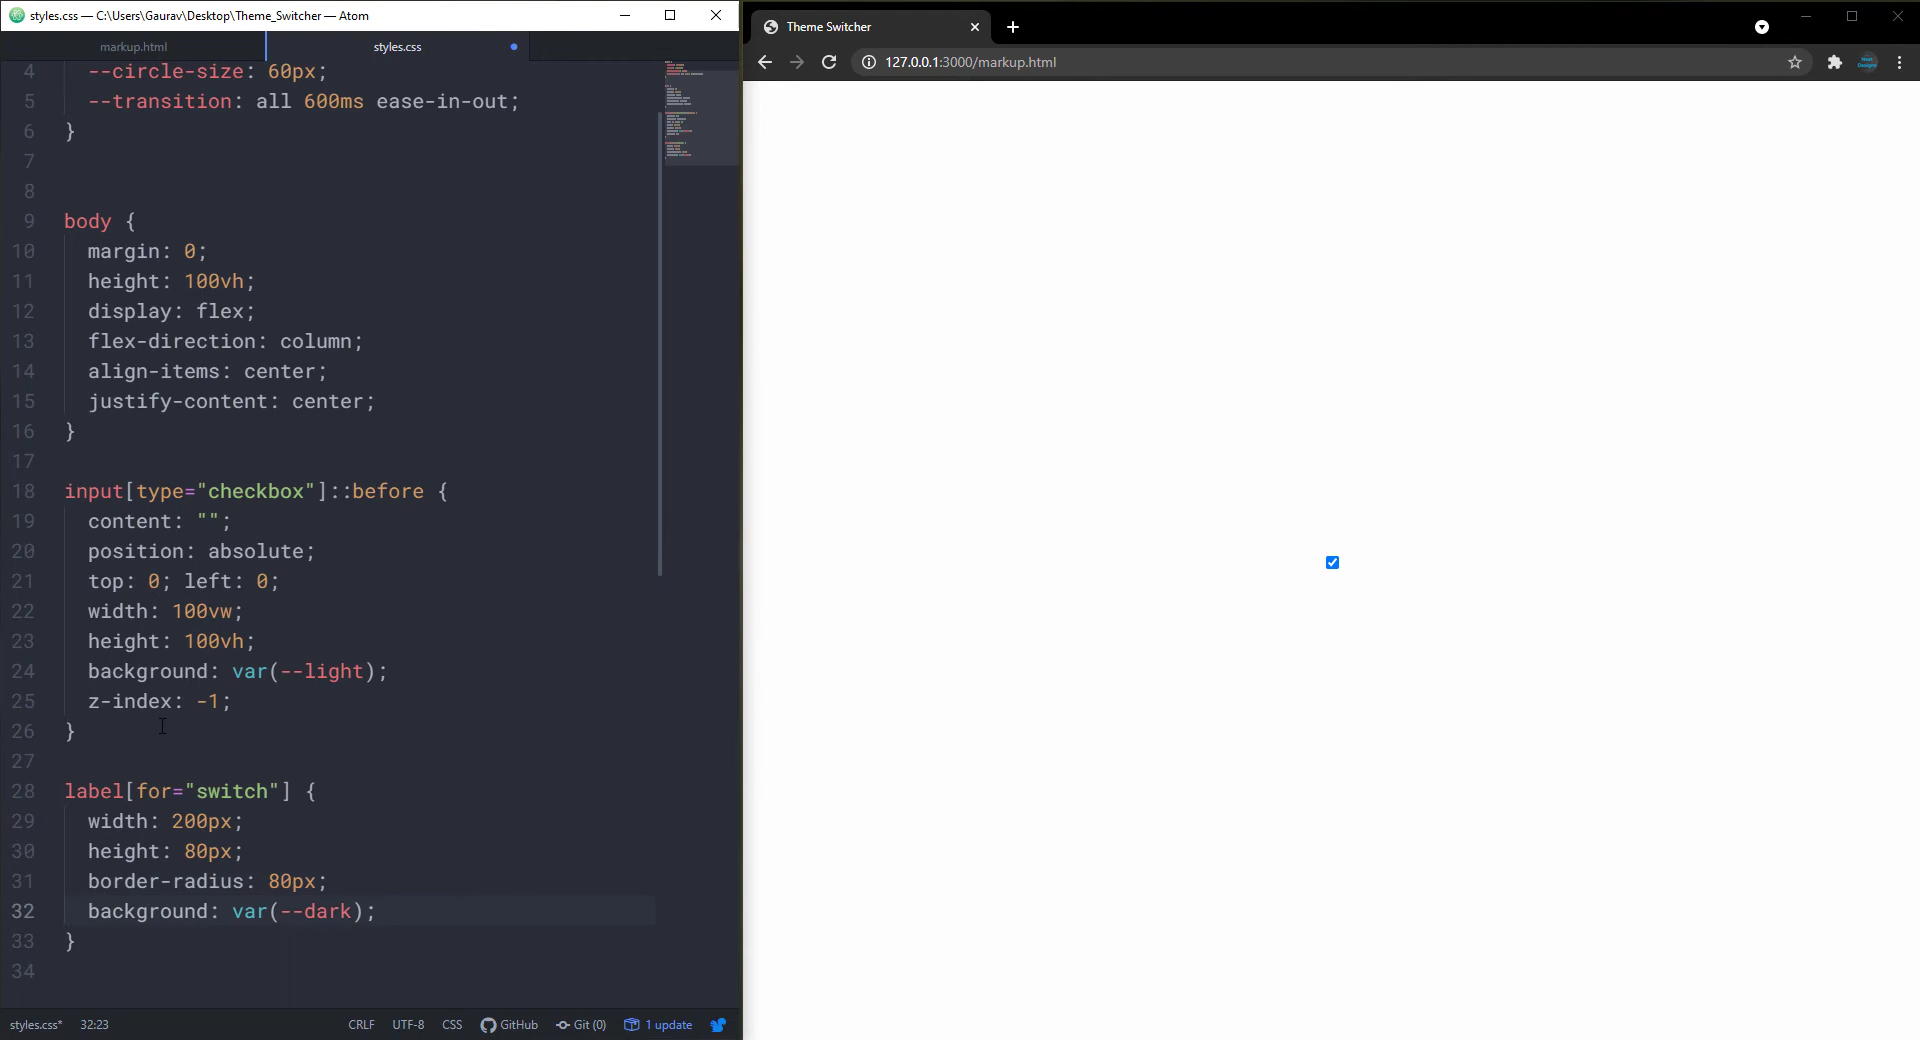 styles.css — C:\Users\Gaurav\Desktop\Theme_Switcher — Atom
markup.html
styles.css
4 --circle-size: 60px;
5 --transition: all 600ms ease-in-out;
6 }
7
8
9 body {
10 margin: 0;
11 height: 100vh;
12 display: flex;
13 flex-direction: column;
14 align-items: center;
15 justify-content: center;
16 }
17
18 input[type="checkbox"]::before {
19 content: "";
20 position: absolute;
21 top: 0; left: 0;
22 width: 100vw;
23 height: 100vh;
24 background: var(--light);
25 z-index: -1;
26 }
27
28 label[for="switch"] {
29 width: 200px;
30 height: 80px;
31 border-radius: 80px;
32 background: var(--dark);
33 }
34
styles.css* 32:23 CRLF UTF-8 CSS GitHub Git (0) 1 update
Theme Switcher
127.0.0.1:3000/markup.html